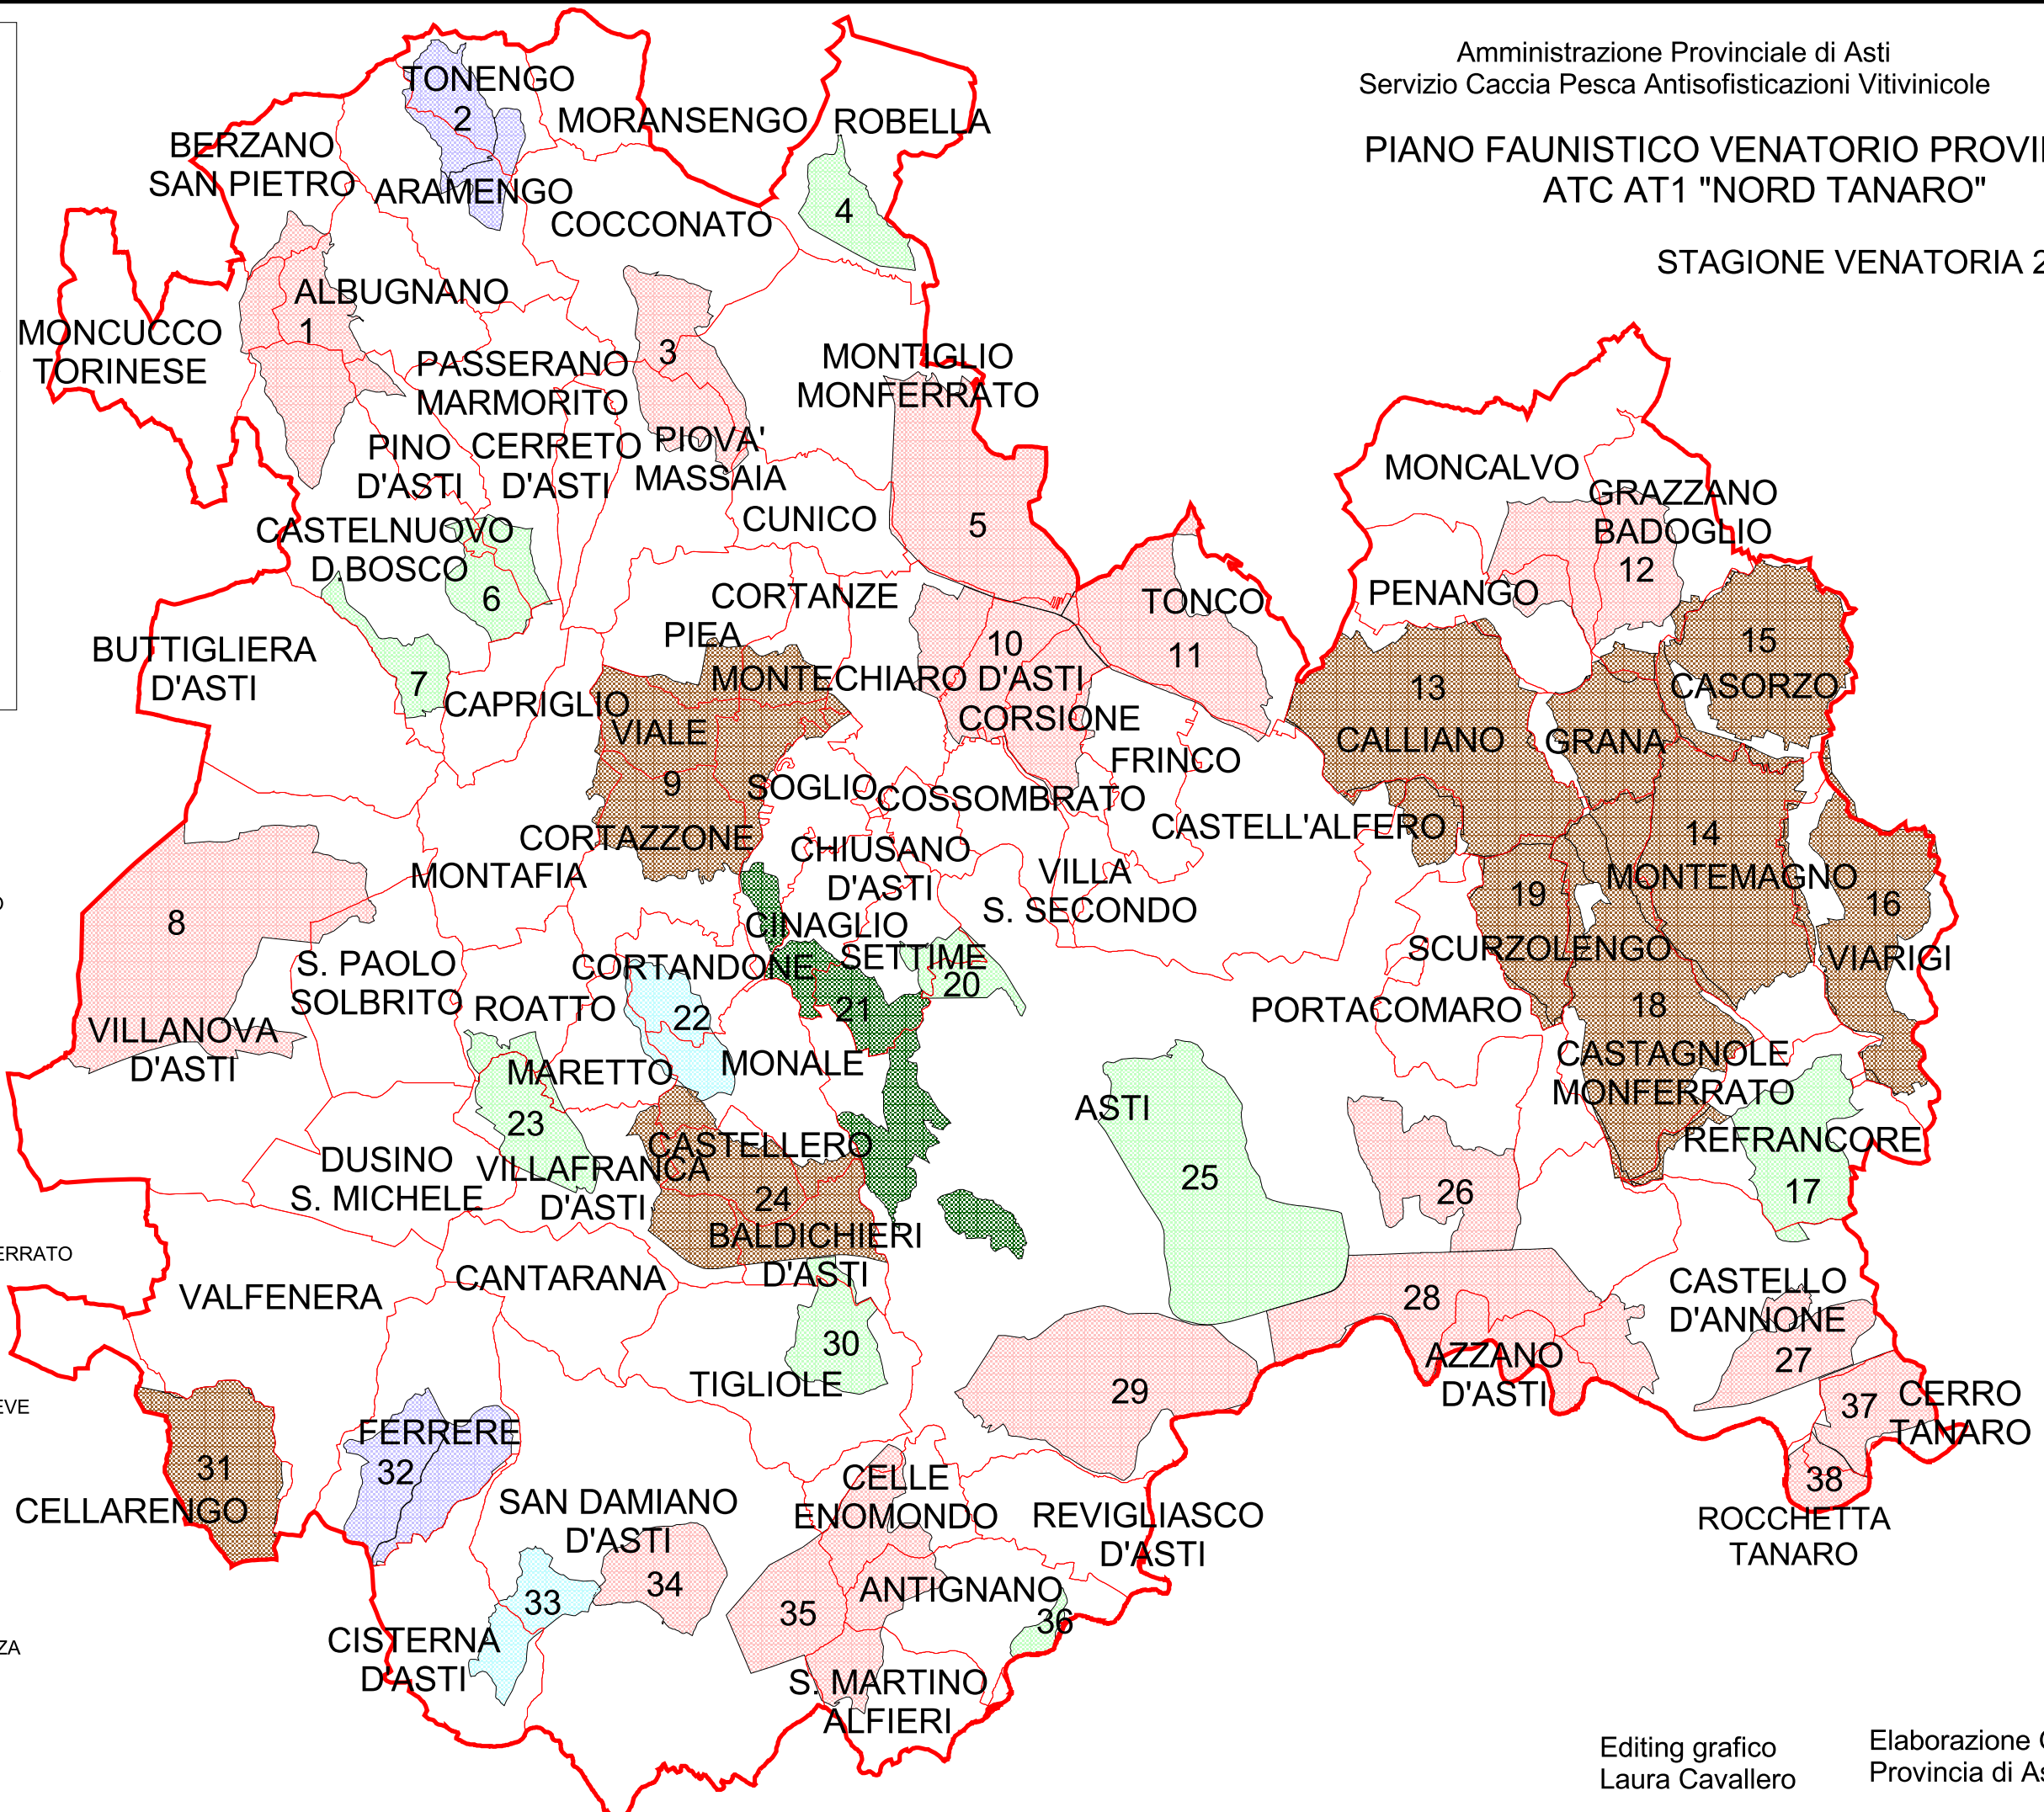 Amministrazione Provinciale di Asti
Servizio Caccia Pesca Antisofisticazioni Vitivinicole
PIANO FAUNISTICO VENATORIO
ATC AT1 "NORD TANARO"
STAGIONE VENATORIA
TONENGO
2
MORANSENGO
ROBELLA
BERZANO
SAN PIETRO
ARAMENGO
COCCONATO
4
ALBUGNANO
1
MONCUCCO
TORINESE
3
PASSERANO
MARMORITO
MONTIGLIO
MONFERRATO
PINO
D'ASTI
CERRETO
D'ASTI
PIOVA'
MASSAIA
CUNICO
5
MONCALVO
GRAZZANO
BADOGLIO
12
CASTELNUOVO
D.BOSCO
6
CORTANZE
TONCO
PENANGO
PIEA
10
11
15
BUTTIGLIERA
D'ASTI
7
CAPRIGLIO
MONTECHIARO D'ASTI
CORSIONE
13
CASORZO
VIALE
9
CALLIANO
GRANA
SOGLIO
COSSOMBRATO
FRINCO
CASTELL'ALFERO
14
CORTAZZONE
MONTAFIA
CHIUSANO
D'ASTI
VILLA
S. SECONDO
MONTEMAGNO
19
16
8
CINAGLIO
SETTIME
20
SCURZOLENGO
VIARIGI
S. PAOLO
SOLBRITO
CORTANDONE
ROATTO
22
21
PORTACOMARO
18
VILLANOVA
D'ASTI
MARETTO
MONALE
CASTAGNOLE
MONFERRATO
ASTI
23
CASTELLERO
REFRANCORE
DUSINO
S. MICHELE
VILLAFRANCA
D'ASTI
24
25
26
17
BALDICHIERI
D'ASTI
ERRATO
VALFENERA
CANTARANA
28
CASTELLO
D'ANNONE
27
30
TIGLIOLE
29
AZZANO
D'ASTI
37
CERRO
TANARO
EVE
FERRERE
32
31
CELLARENGO
38
ROCCHETTA
TANARO
CELLE
ENOMONDO
SAN DAMIANO
D'ASTI
REVIGLIASCO
D'ASTI
34
33
35
ANTIGNANO
36
CISTERNA
D'ASTI
ZA
S. MARTINO
ALFIERI
Editing grafico
Laura Cavallero
Elaborazione
Provincia di